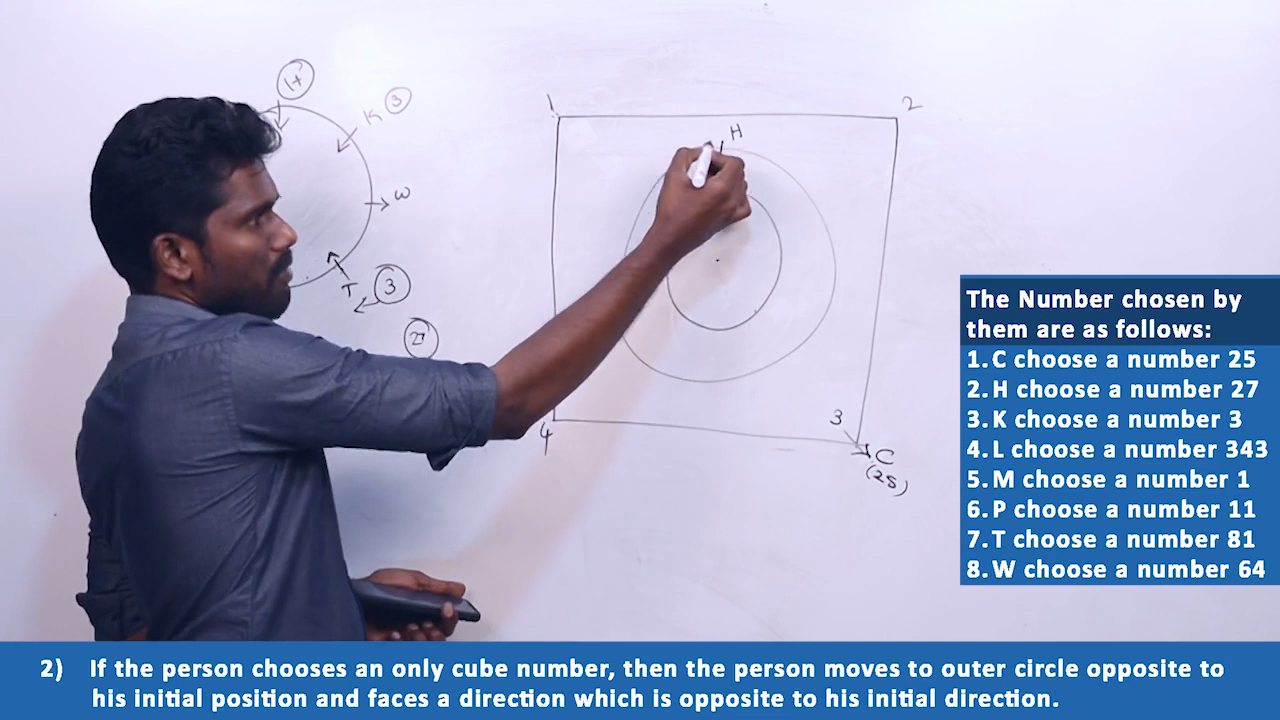 H
K 3
W
T 3
1
2
H
3
4
C
(25)
The Number chosen by
them are as follows:
1.C choose a number 25
2.H choose a number 27
3.K choose a number 3
4.L choose a number 343
5.M choose a number 1
6.P choose a number 11
7.T choose a number 81
8.W choose a number 64
2) If the person chooses an only cube number, then the person moves to outer circle opposite to
his initial position and faces a direction which is opposite to his initial direction.